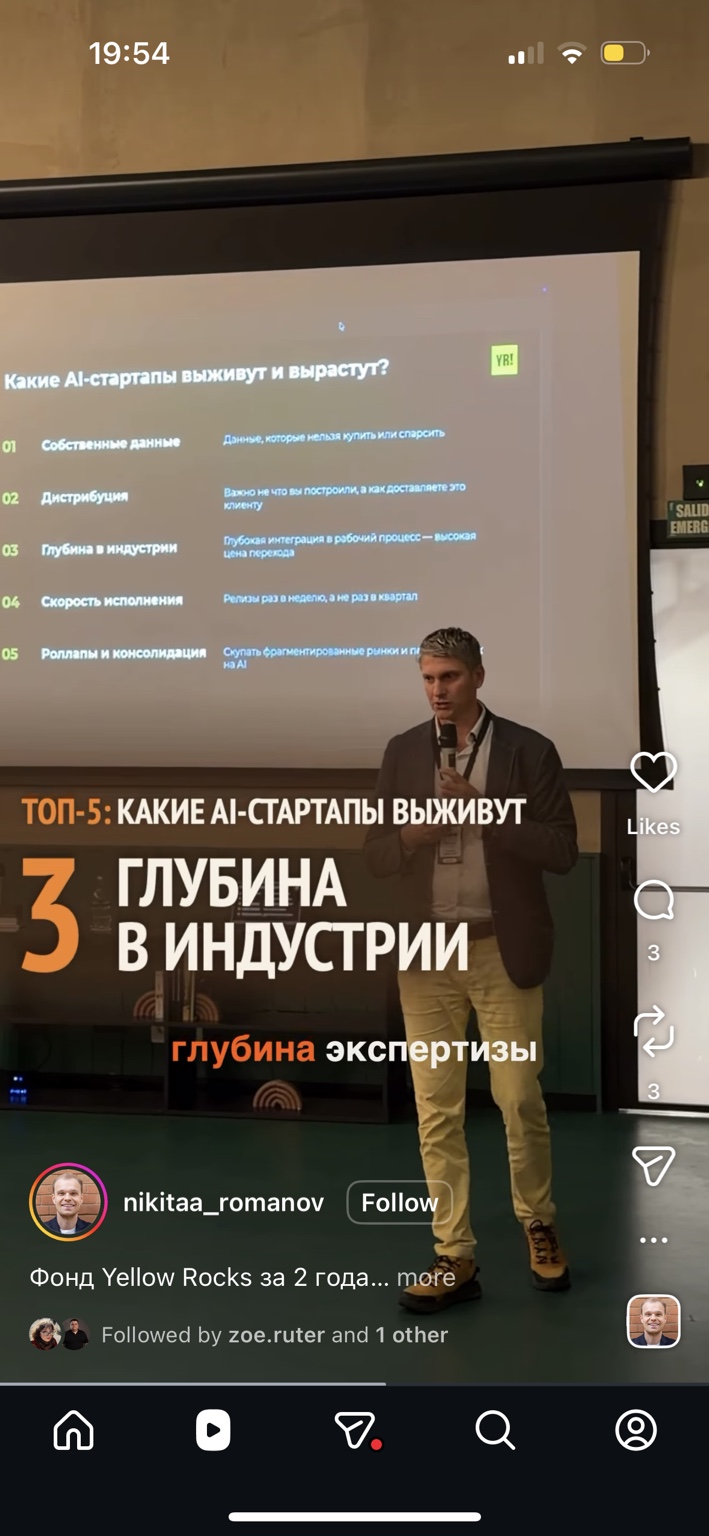 19:54
Какие AI-стартапы выживут и вырастут?
YR!
01 Собственные данные Данные, которые нельзя купить или спарсить
02 Дистрибуция Важно не что вы построили, а как доставляете это
клиенту
03 Глубина в индустрии Глубокая интеграция в рабочий процесс — высокая
цена перехода
04 Скорость исполнения Релизы раз в неделю, а не раз в квартал
05 Роллапы и консолидация Скупать фрагментированные рынки и
на AI
SALID
EMERG
ТОП-5: КАКИЕ AI-СТАРТАПЫ ВЫЖИВУТ
3 ГЛУБИНА
В ИНДУСТРИИ
глубина экспертизы
Likes
3
3
nikitaa_romanov Follow
Фонд Yellow Rocks за 2 года... more
Followed by zoe.ruter and 1 other